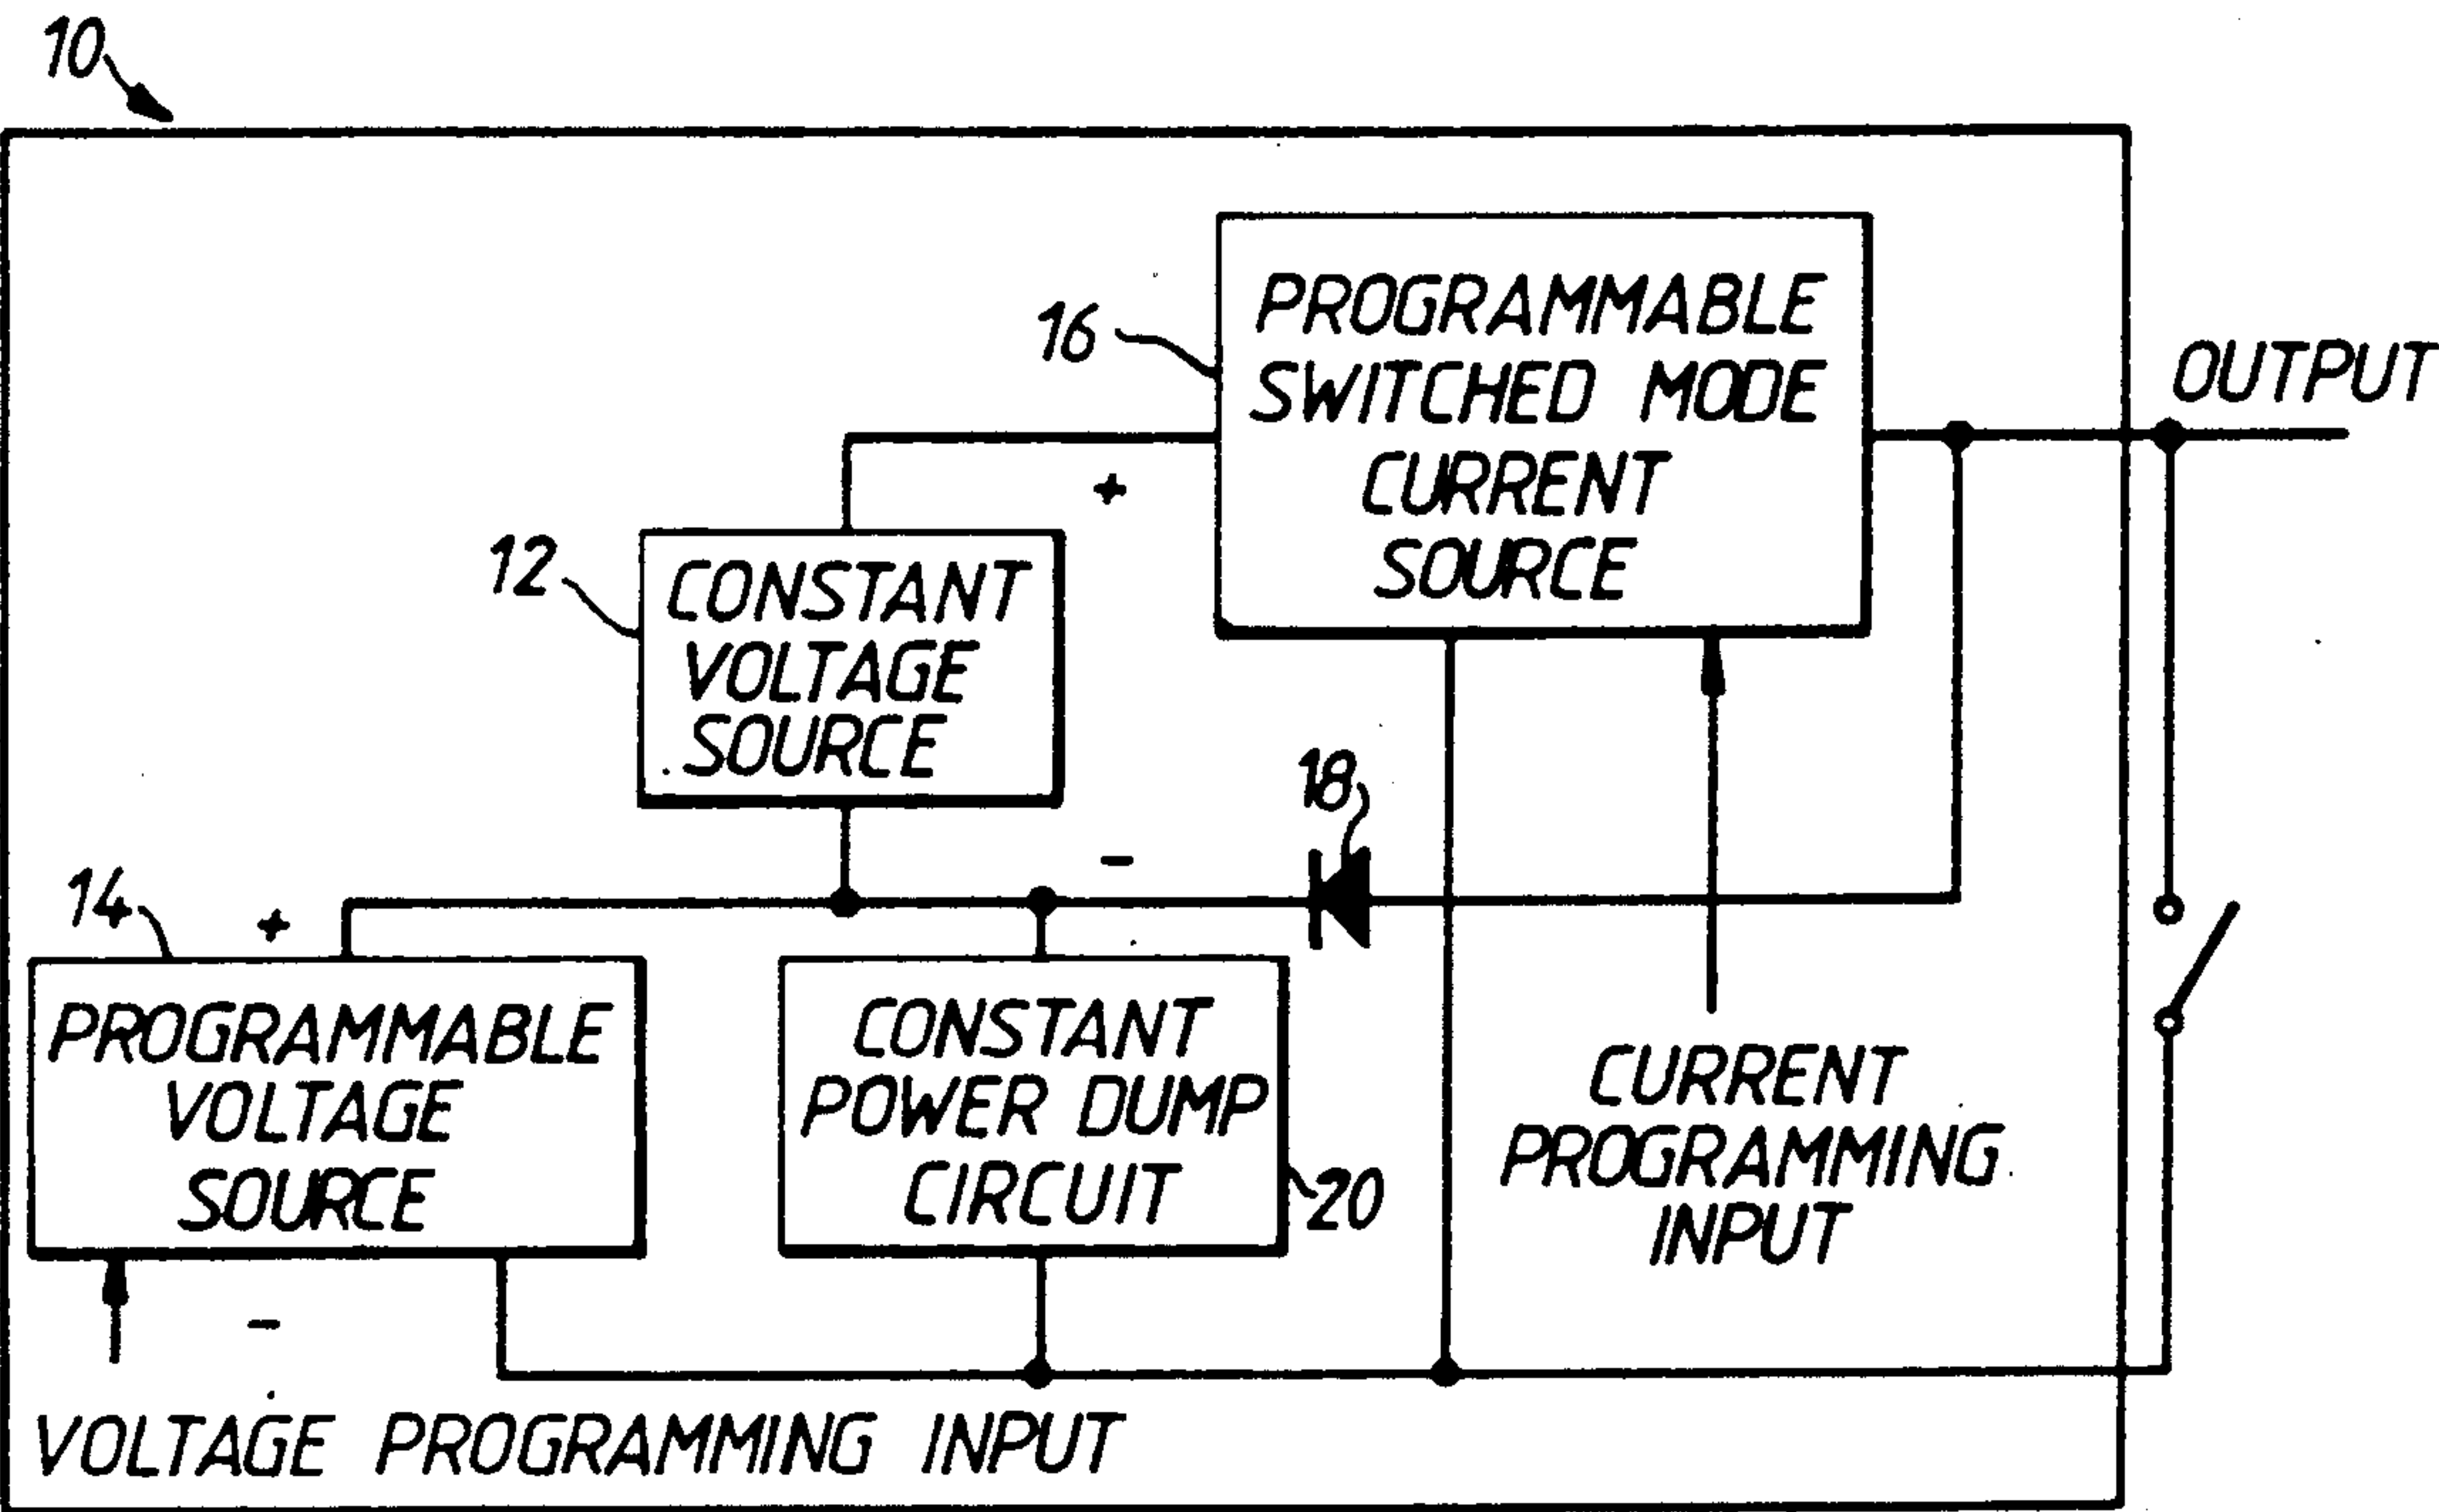 10
16
PROGRAMMABLE
SWITCHED MODE
CURRENT
SOURCE
OUTPUT
+
12
CONSTANT
VOLTAGE
SOURCE
18
-
14
+
PROGRAMMABLE
VOLTAGE
SOURCE
CONSTANT
POWER DUMP
CIRCUIT
20
CURRENT
PROGRAMMING
INPUT
-
VOLTAGE PROGRAMMING INPUT